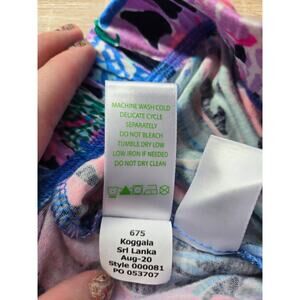 MACHINE WASH COLD
DELICATE CYCLE
SEPARATELY
DO NOT BLEACH
TUMBLE DRY LOW
LOW IRON IF NEEDED
DO NOT DRY CLEAN
675
Koggala
Sri Lanka
Aug-20
Style 000081
PO 053707